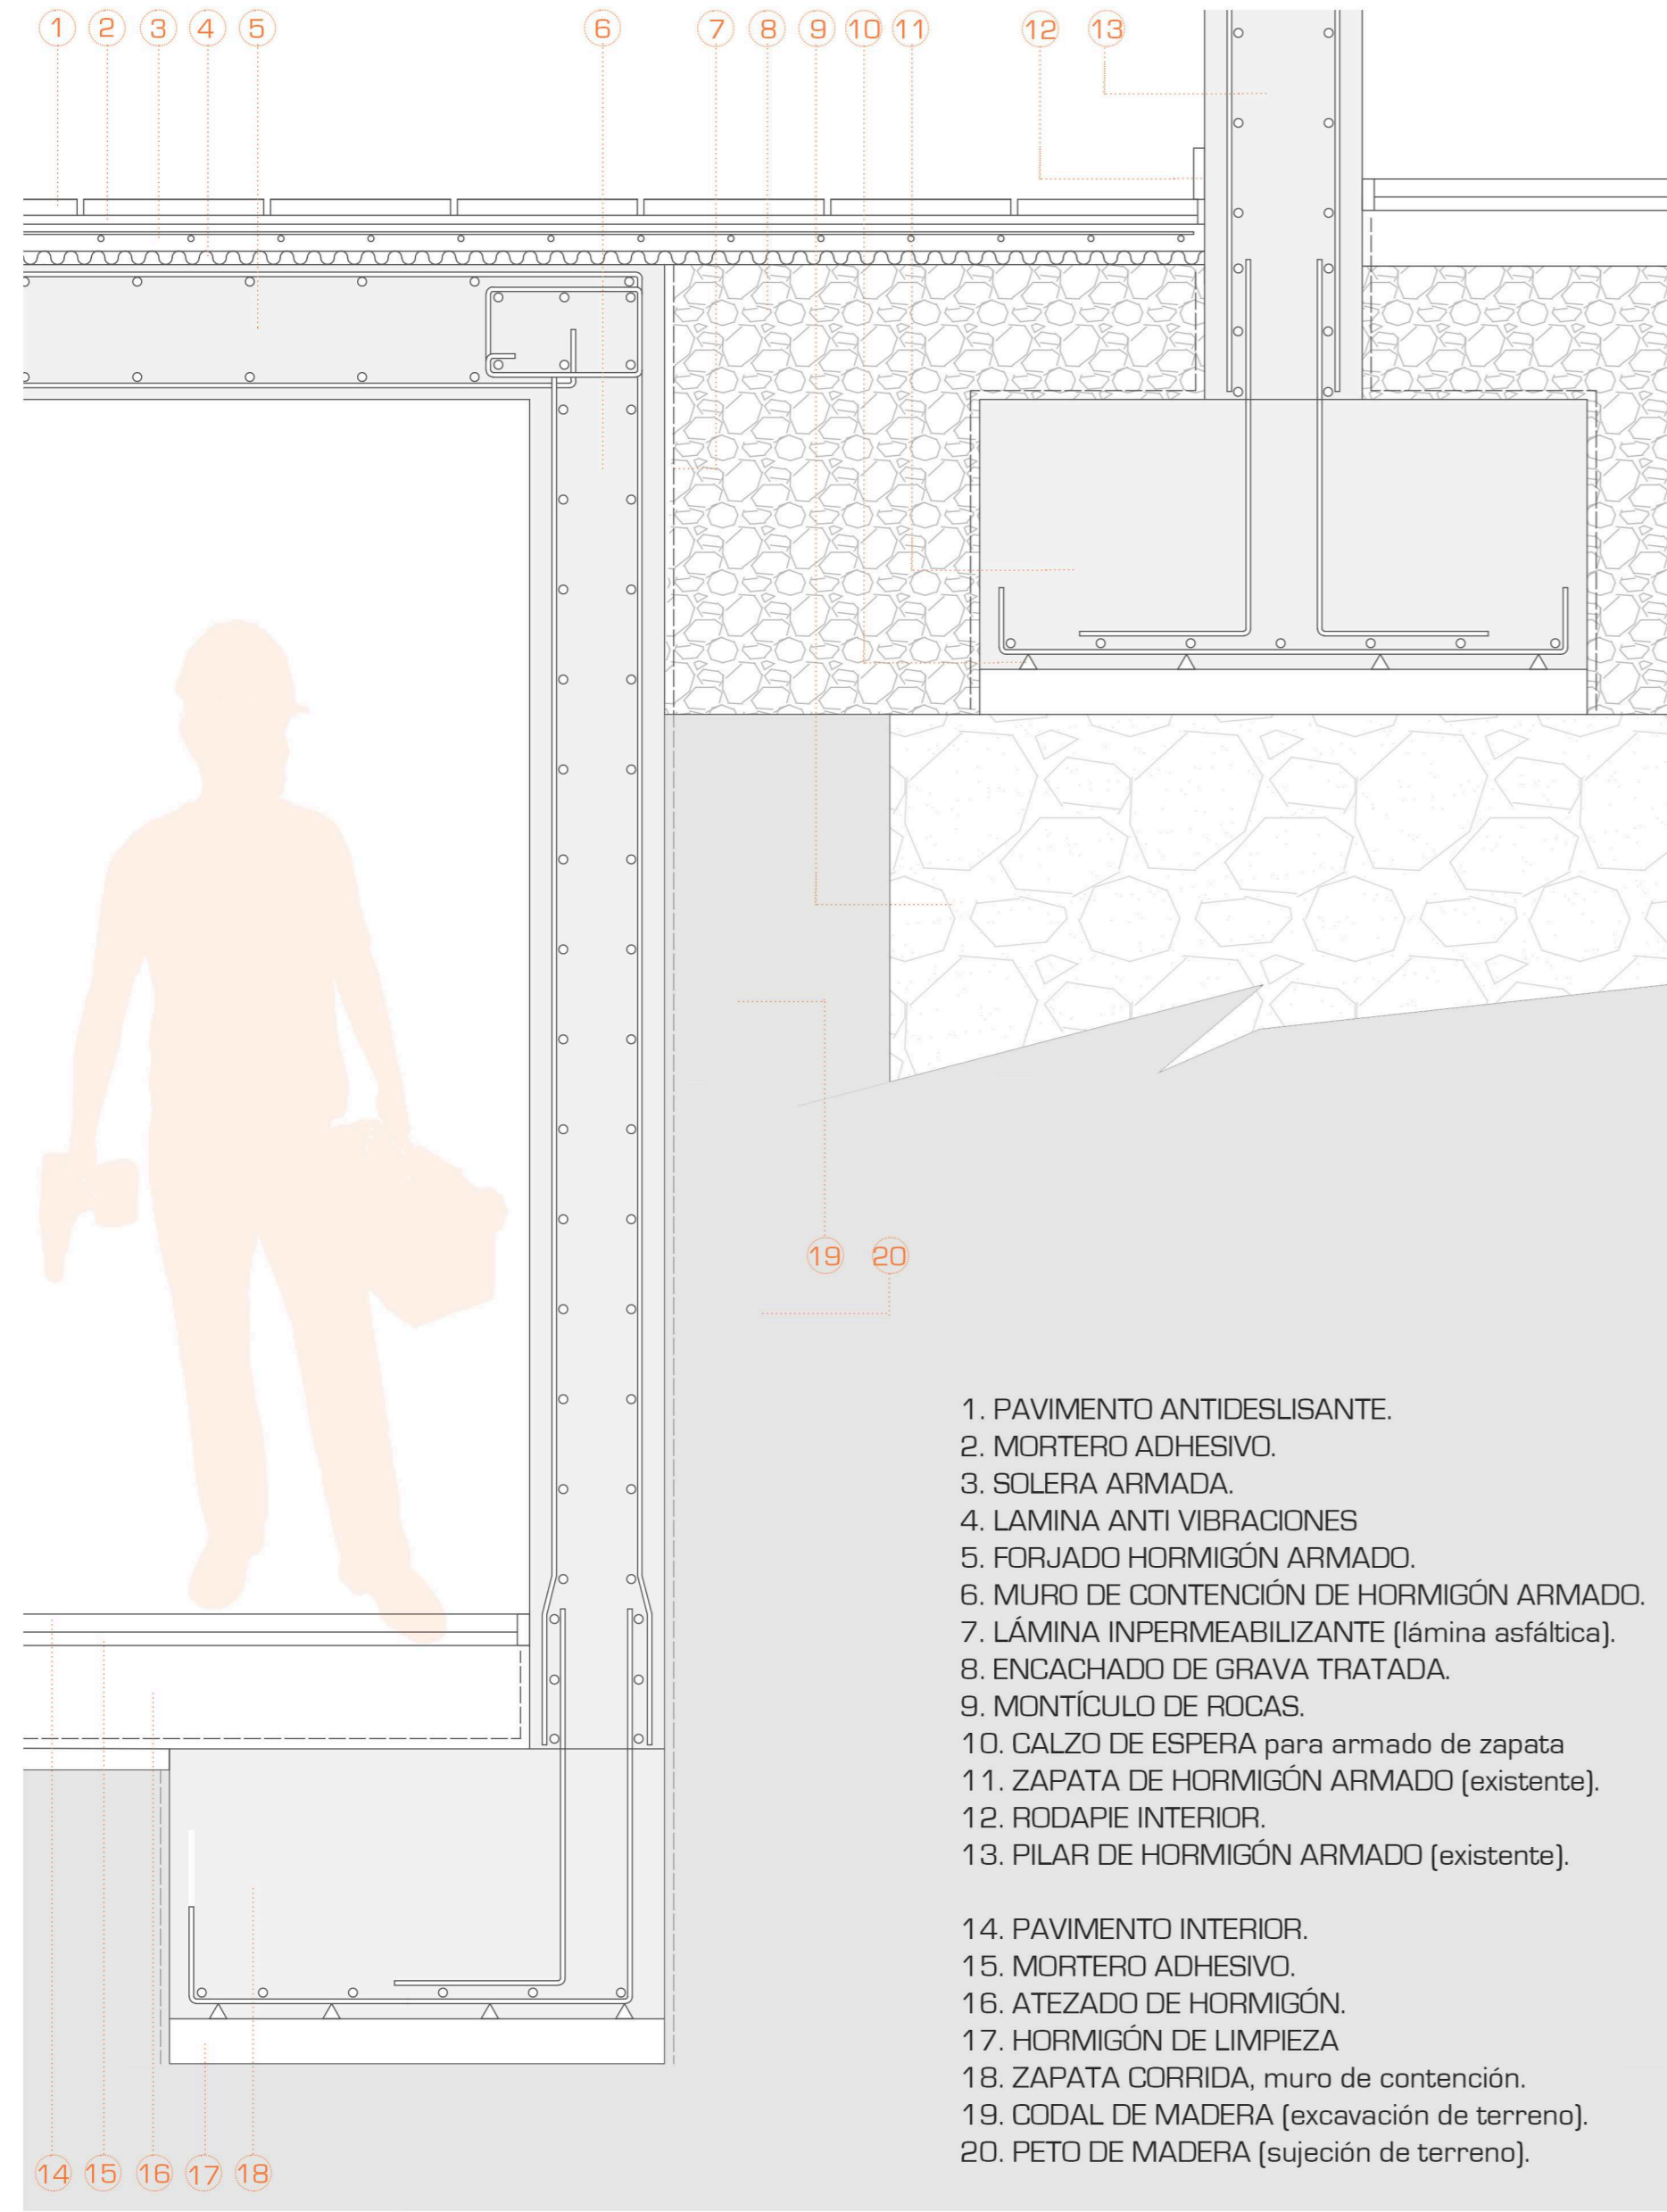 1 2 3 4 5 6 7 8 9 10 11 12 13
19 20
1. PAVIMENTO ANTIDESLISANTE.
2. MORTERO ADHESIVO.
3. SOLERA ARMADA.
4. LAMINA ANTI VIBRACIONES
5. FORJADO HORMIGÓN ARMADO.
6. MURO DE CONTENCIÓN DE HORMIGÓN ARMADO.
7. LÁMINA INPERMEABILIZANTE (lámina asfáltica).
8. ENCACHADO DE GRAVA TRATADA.
9. MONTÍCULO DE ROCAS.
10. CALZO DE ESPERA para armado de zapata
11. ZAPATA DE HORMIGÓN ARMADO (existente).
12. RODAPIE INTERIOR.
13. PILAR DE HORMIGÓN ARMADO (existente).
14. PAVIMENTO INTERIOR.
15. MORTERO ADHESIVO.
16. ATEZADO DE HORMIGÓN.
17. HORMIGÓN DE LIMPIEZA
18. ZAPATA CORRIDA, muro de contención.
19. CODAL DE MADERA (excavación de terreno).
20. PETO DE MADERA (sujeción de terreno).
14 15 16 17 18